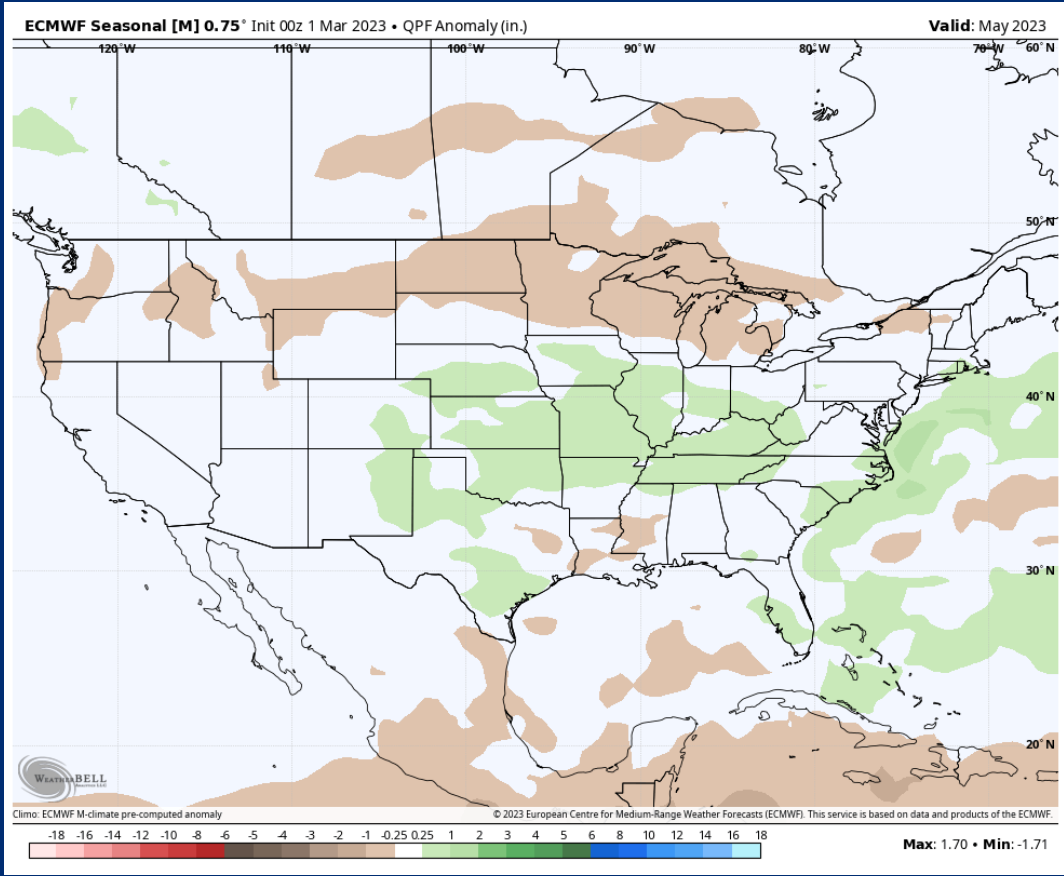 ECMWF Seasonal [M] 0.75° Init 00z 1 Mar 2023 • QPF Anomaly (in.) Valid: May 2023
120°W 110°W 100°W 90°W 80°W 70°W 60°N
50°N
40°N
30°N
20°N
WEATHERBELL
Climo: ECMWF M-climate pre-computed anomaly © 2023 European Centre for Medium-Range Weather Forecasts (ECMWF). This service is based on data and products of the ECMWF.
-18 -16 -14 -12 -10 -8 -6 -5 -4 -3 -2 -1 -0.25 0.25 1 2 3 4 5 6 8 10 12 14 16 18
Max: 1.70 • Min: -1.71